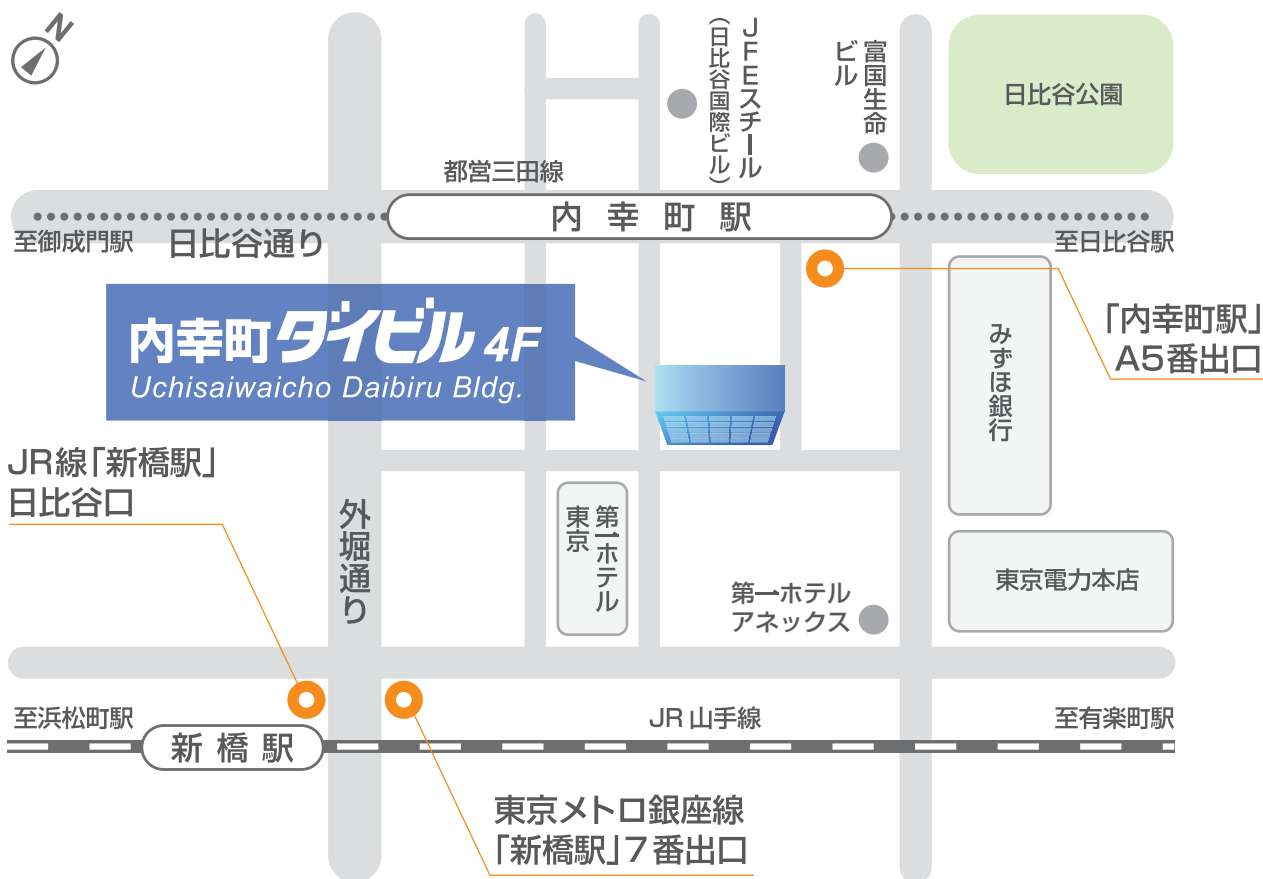 N
JFEスチール
(日比谷国際ビル)
富国生命
ビル
日比谷公園
都営三田線
内幸町駅
至御成門駅
日比谷通り
至日比谷駅
「内幸町駅」
A5番出口
内幸町ダイビル 4F
Uchisaiwaicho Daibiru Bldg.
みずほ銀行
JR線「新橋駅」
日比谷口
外堀通り
第一ホテル
東京
東京電力本店
第一ホテル
アネックス
至浜松町駅
JR 山手線
至有楽町駅
新橋駅
東京メトロ銀座線
「新橋駅」7番出口